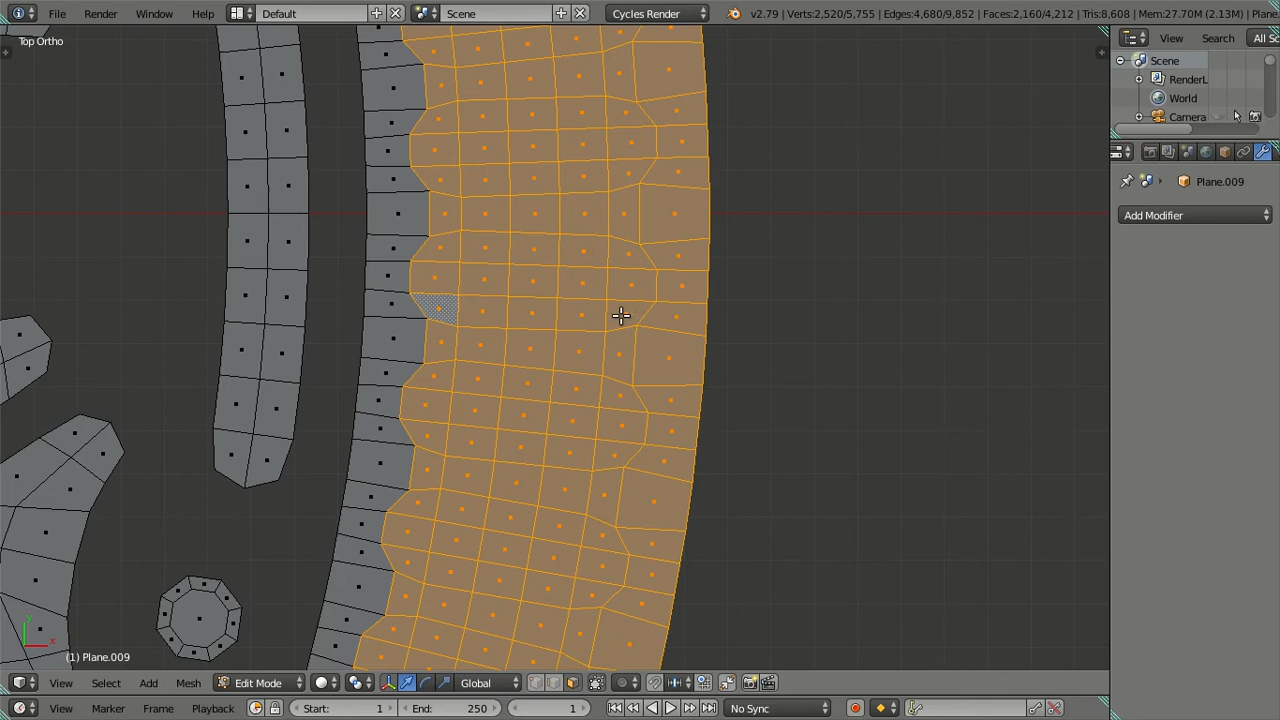 File Render Window Help Default Scene Cycles Render v2.79 | Verts:2,520/5,755 | Edges:4,680/9,852 | Faces:2,160/4,212 | Tris:8,608 | Mem:27.70M (2.13M) | Plane
Top Ortho
View Search All Sc
Scene
RenderL
World
Camera
Plane.009
Add Modifier
y
x
(1) Plane.009
View Select Add Mesh Edit Mode Global
View Marker Frame Playback Start: 1 End: 250 1 No Sync